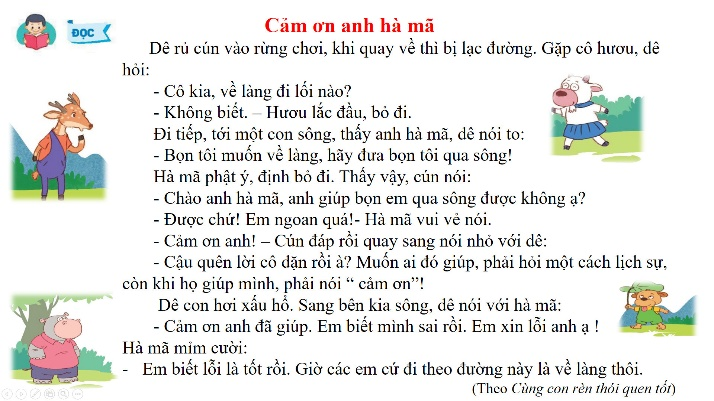 ĐỌC
Cảm ơn anh hà mã
Dê rủ cún vào rừng chơi, khi quay về thì bị lạc đường. Gặp cô hươu, dê
hỏi:
- Cô kia, về làng đi lối nào?
- Không biết. – Hươu lắc đầu, bỏ đi.
Đi tiếp, tới một con sông, thấy anh hà mã, dê nói to:
- Bọn tôi muốn về làng, hãy đưa bọn tôi qua sông!
Hà mã phật ý, định bỏ đi. Thấy vậy, cún nói:
- Chào anh hà mã, anh giúp bọn em qua sông được không ạ?
- Được chứ! Em ngoan quá!- Hà mã vui vẻ nói.
- Cảm ơn anh! – Cún đáp rồi quay sang nói nhỏ với dê:
- Cậu quên lời cô dặn rồi à? Muốn ai đó giúp, phải hỏi một cách lịch sự,
còn khi họ giúp mình, phải nói “ cảm ơn”!
Dê con hơi xấu hổ. Sang bên kia sông, dê nói với hà mã:
- Cảm ơn anh đã giúp. Em biết mình sai rồi. Em xin lỗi anh ạ !
Hà mã mỉm cười:
- Em biết lỗi là tốt rồi. Giờ các em cứ đi theo đường này là về làng thôi.
(Theo Cùng con rèn thói quen tốt)